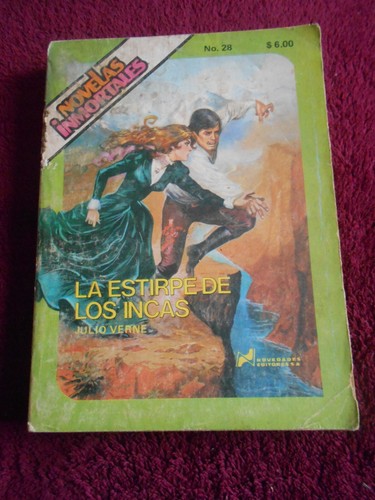 NOVELAS
INMORTALES
No. 28
$ 6.00
LA ESTIRPE DE
LOS INCAS
JULIO VERNE
NOVEDADES
EDITORES S.A.